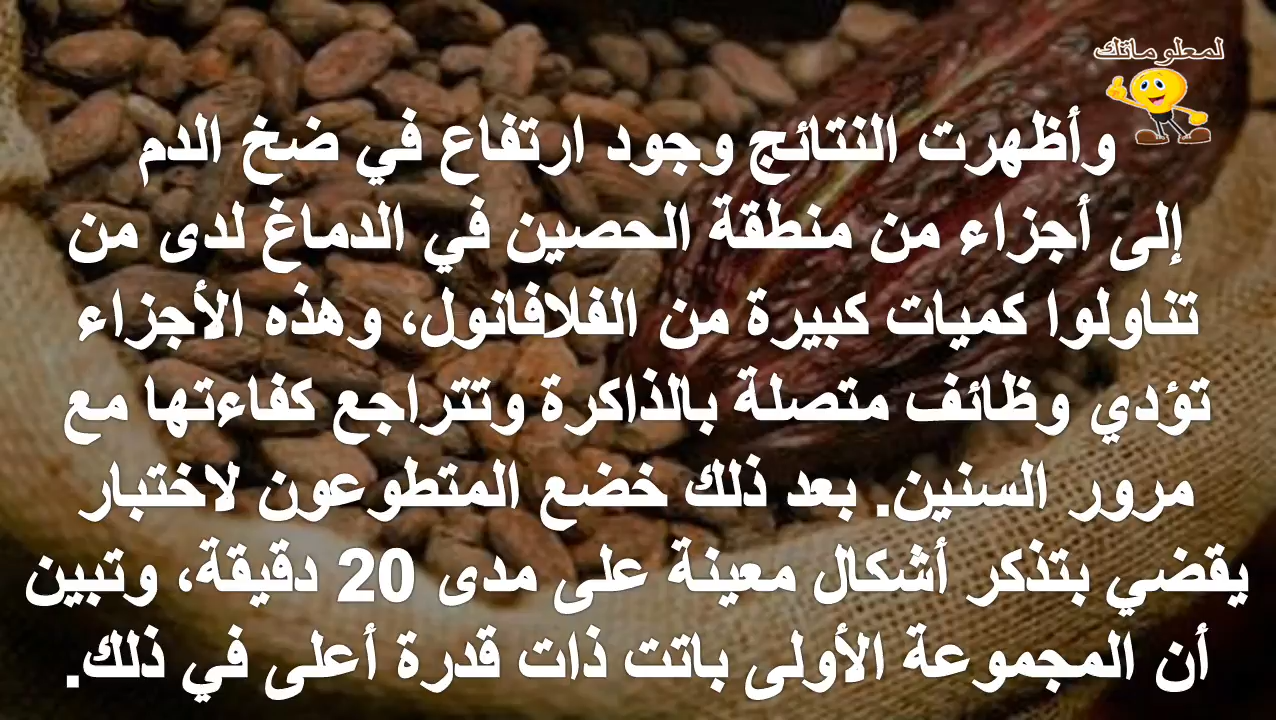 لمعلوماتك
وأظهرت النتائج وجود ارتفاع في ضخ الدم
إلى أجزاء من منطقة الحصين في الدماغ لدى من
تناولوا كميات كبيرة من الفلافانول، وهذه الأجزاء
تؤدي وظائف متصلة بالذاكرة وتتراجع كفاءتها مع
مرور السنين. بعد ذلك خضع المتطوعون لاختبار
يقضي بتذكر أشكال معينة على مدى 20 دقيقة، وتبين
أن المجموعة الأولى باتت ذات قدرة أعلى في ذلك.